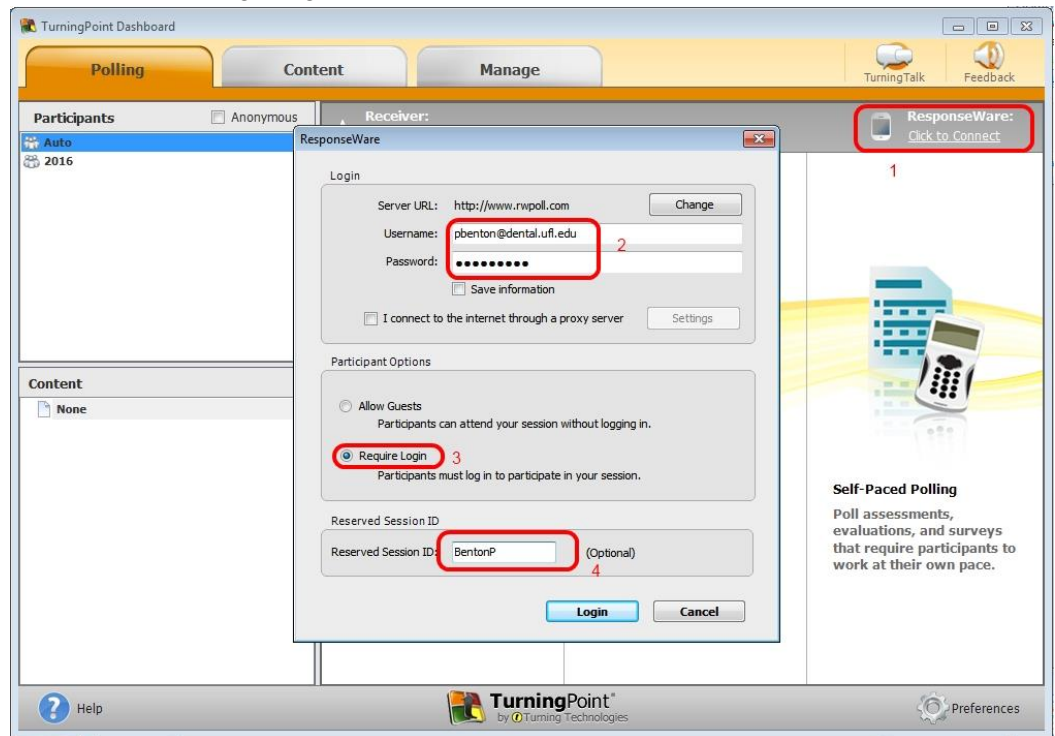 TurningPoint Dashboard
Polling
Content
Manage
TurningTalk
Feedback
Participants
Anonymous
Auto
2016
Receiver:
ResponseWare:
Click to Connect
1
ResponseWare
Login
Server URL: http://www.rwpoll.com
Change
Username: pbenton@dental.ufl.edu
2
Password: ●●●●●●●●●
Save information
I connect to the internet through a proxy server
Settings
Participant Options
Allow Guests
Participants can attend your session without logging in.
Require Login
3
Participants must log in to participate in your session.
Reserved Session ID
Reserved Session ID: BentonP (Optional)
4
Login
Cancel
Content
None
Self-Paced Polling
Poll assessments,
evaluations, and surveys
that require participants to
work at their own pace.
Help
TurningPoint
by Turning Technologies
Preferences